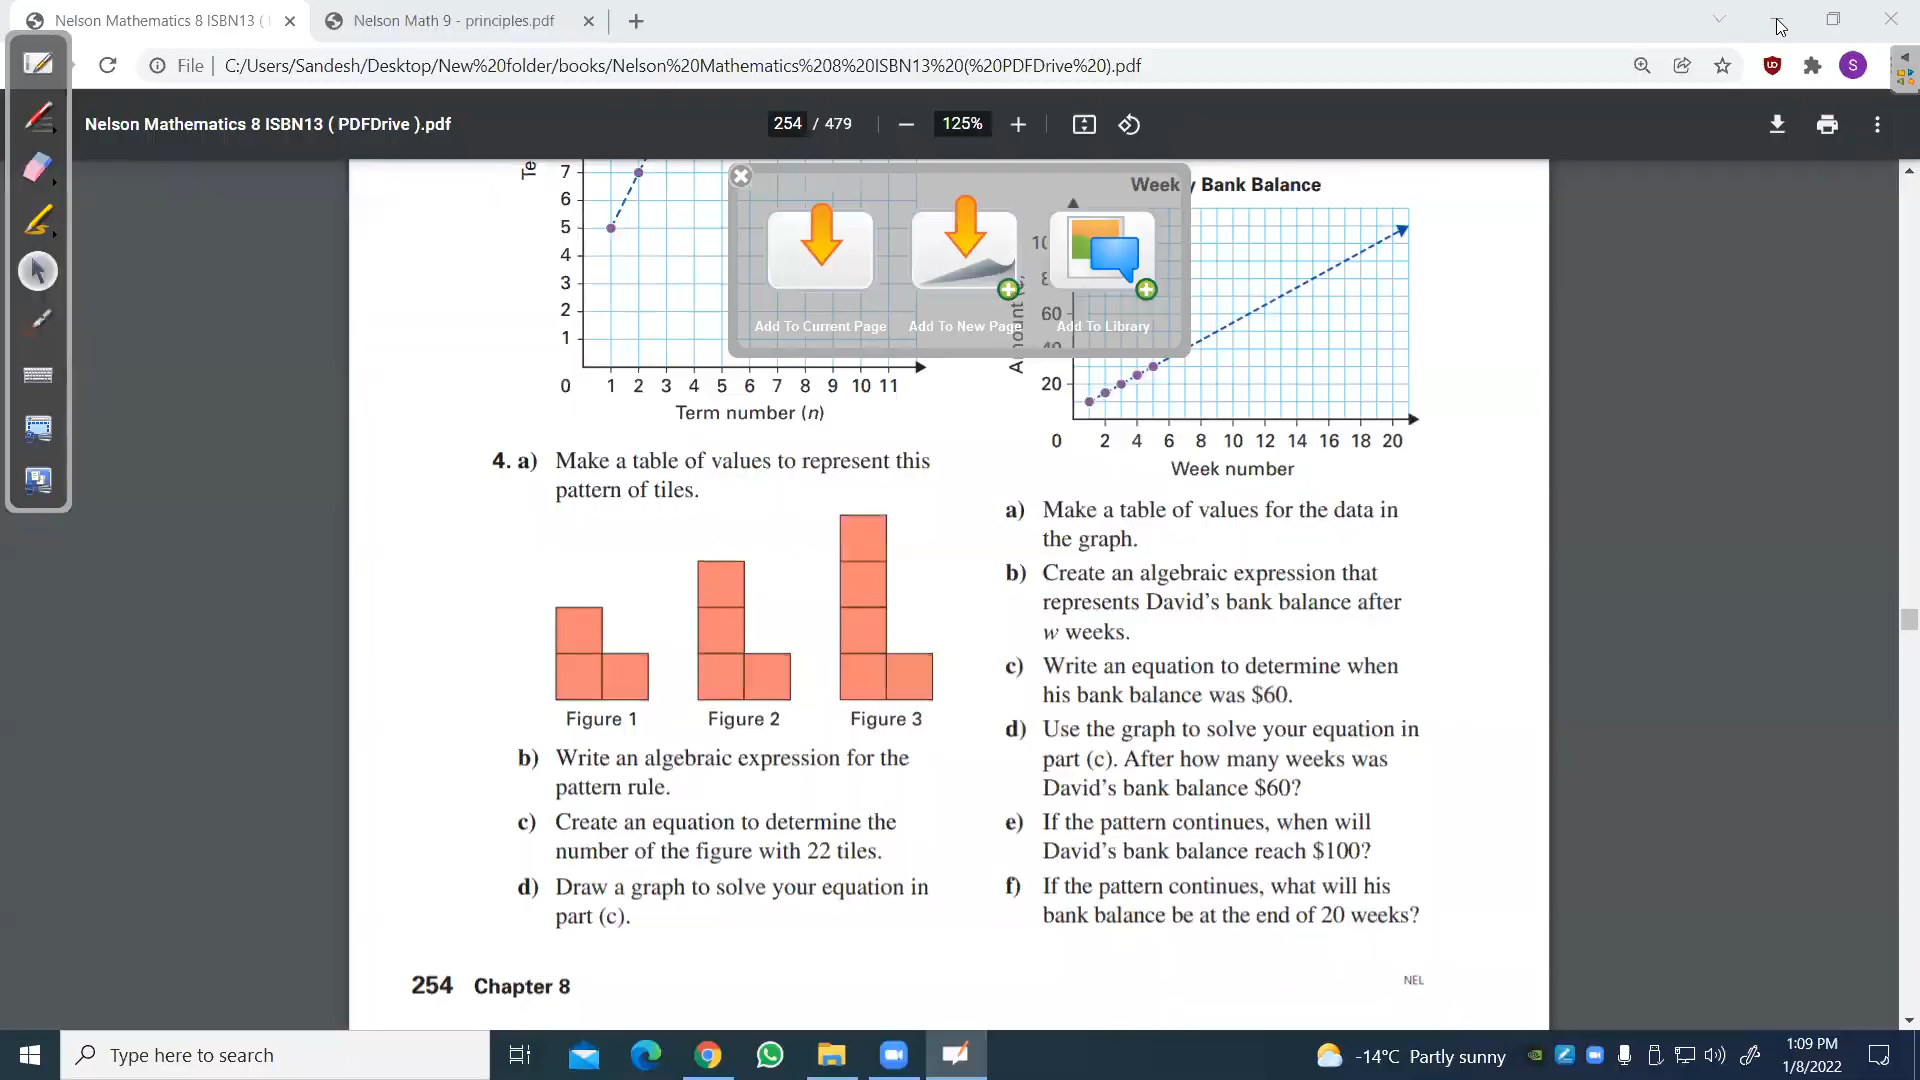 Nelson Mathematics 8 ISBN13 (
Nelson Math 9 - principles.pdf
File
C:/Users/Sandesh/Desktop/New%20folder/books/Nelson%20Mathematics%208%20ISBN13%20(%20PDFDrive%20).pdf
S
Nelson Mathematics 8 ISBN13 ( PDFDrive ).pdf
254 / 479
125%
Te
7
6
5
4
3
2
1
0 1 2 3 4 5 6 7 8 9 10 11
Term number (n)
Add To Current Page
Add To New Page
Add To Library
Week y Bank Balance
60
40
20
0 2 4 6 8 10 12 14 16 18 20
Week number
4. a) Make a table of values to represent this
pattern of tiles.
Figure 1 Figure 2 Figure 3
b) Write an algebraic expression for the
pattern rule.
c) Create an equation to determine the
number of the figure with 22 tiles.
d) Draw a graph to solve your equation in
part (c).
a) Make a table of values for the data in
the graph.
b) Create an algebraic expression that
represents David's bank balance after
w weeks.
c) Write an equation to determine when
his bank balance was $60.
d) Use the graph to solve your equation in
part (c). After how many weeks was
David's bank balance $60?
e) If the pattern continues, when will
David's bank balance reach $100?
f) If the pattern continues, what will his
bank balance be at the end of 20 weeks?
254 Chapter 8
NEL
Type here to search
-14°C Partly sunny
1:09 PM
1/8/2022